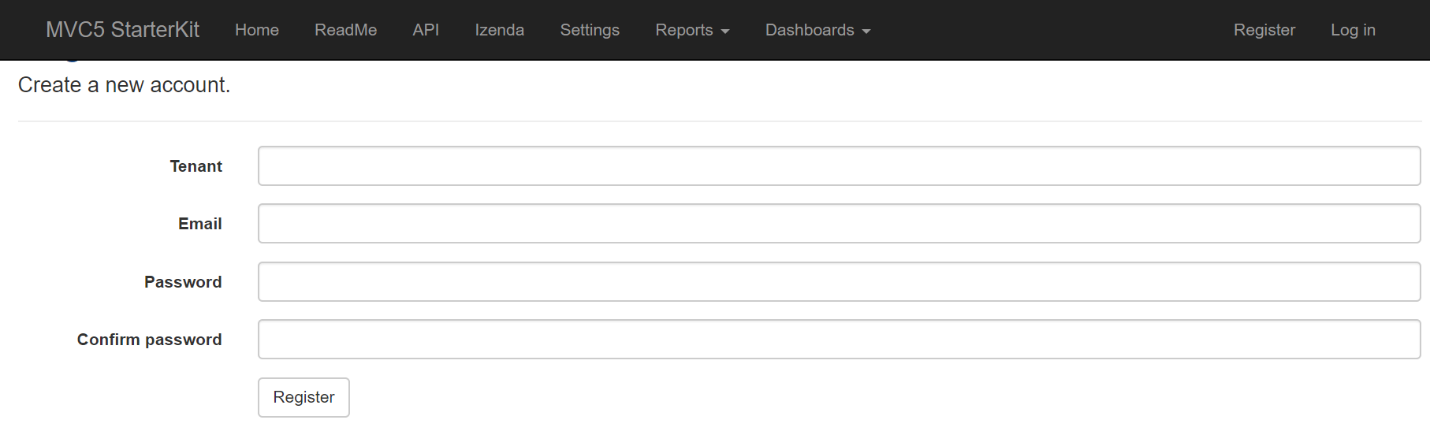 MVC5 StarterKit Home ReadMe API Izenda Settings Reports Dashboards Register Log in
Create a new account.
Tenant
Email
Password
Confirm password
Register